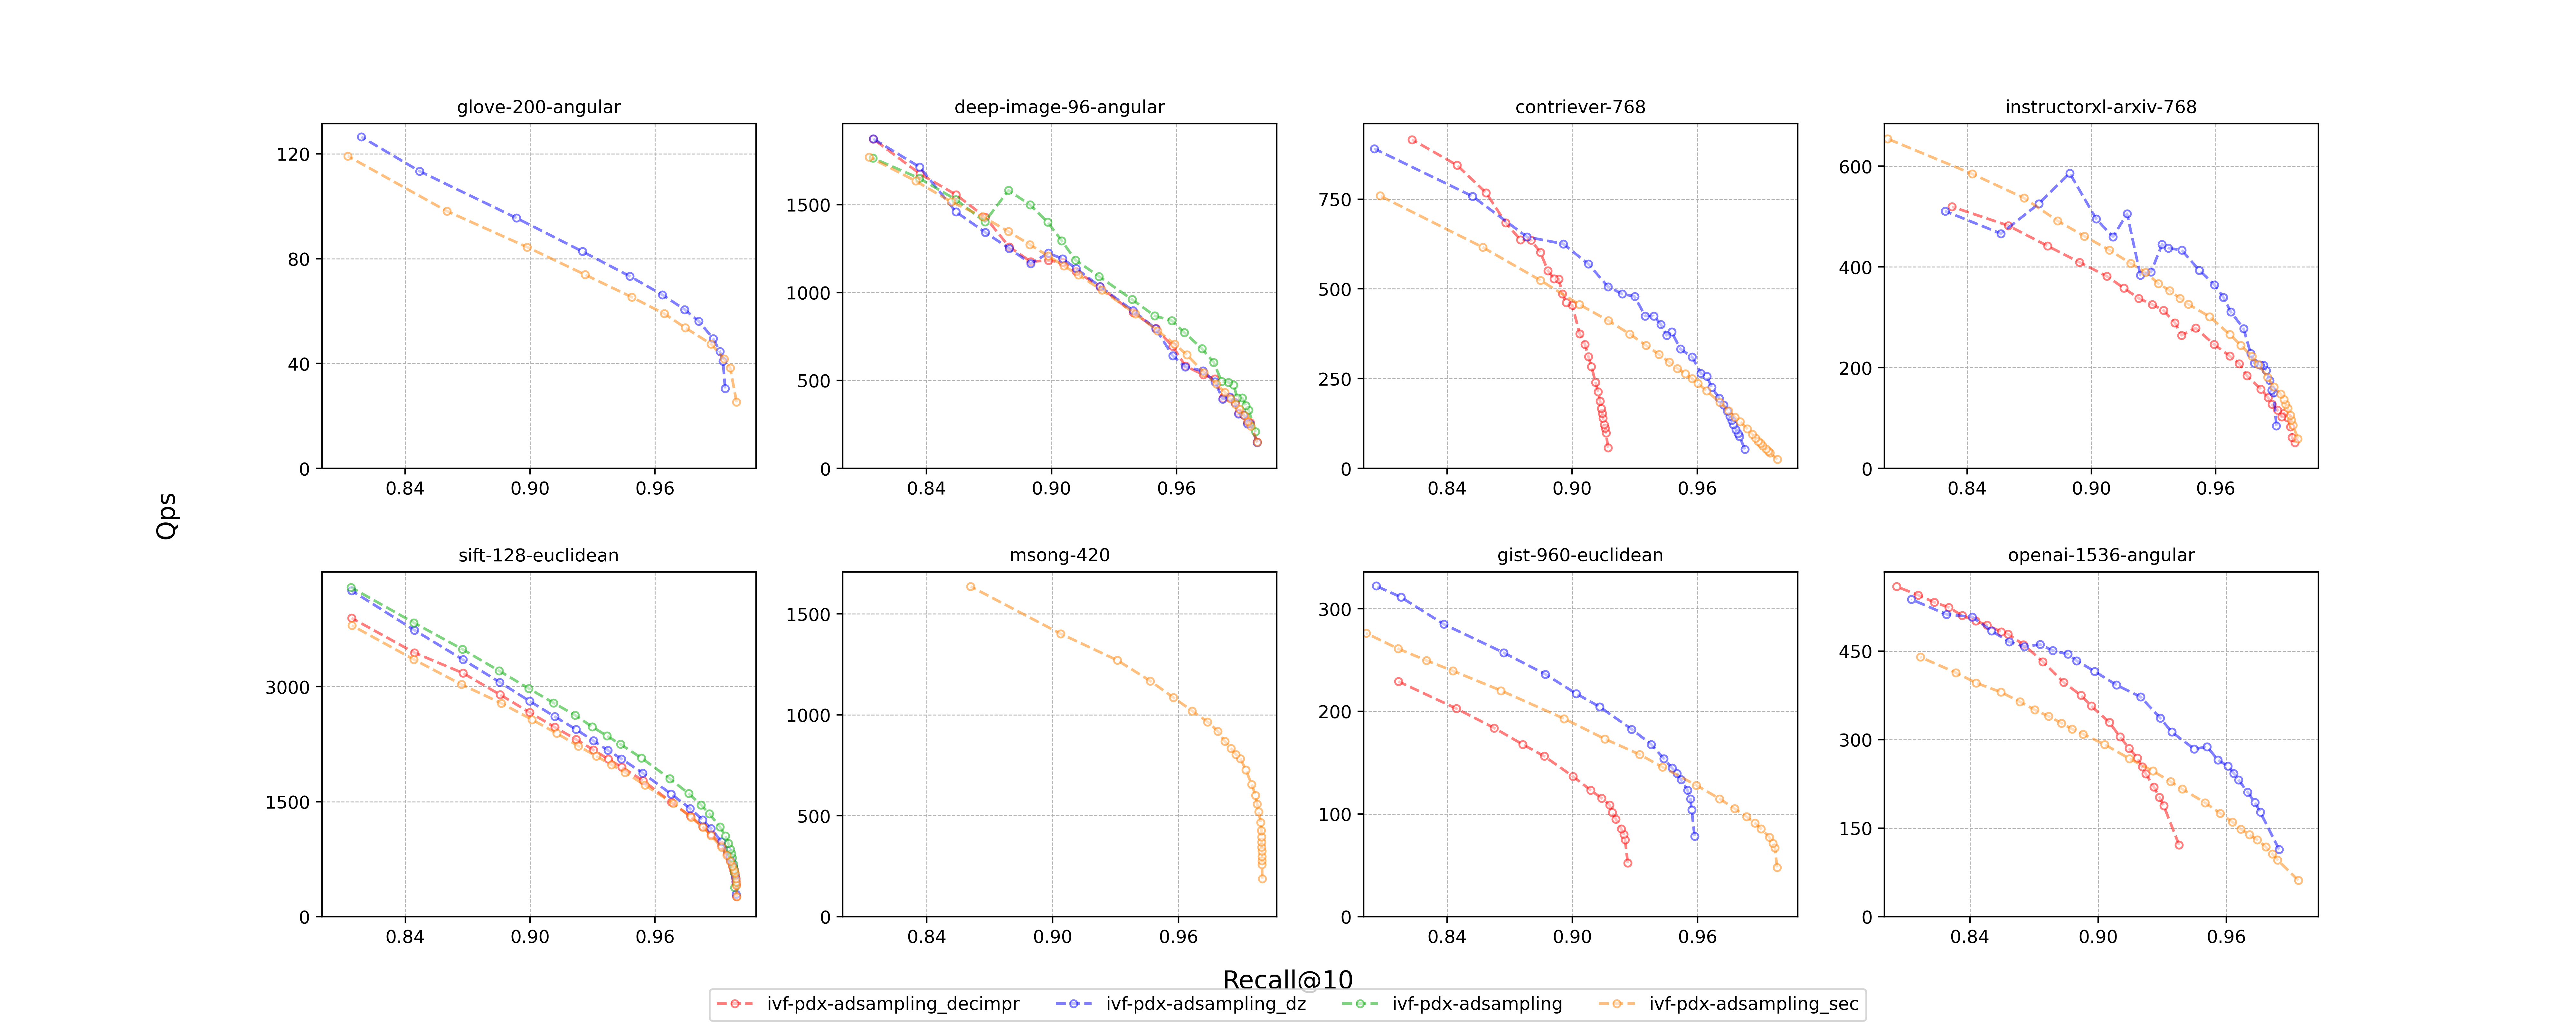 glove-200-angular
deep-image-96-angular
contriever-768
instructorxl-arxiv-768
120
80
40
0
0.84 0.90 0.96
1500
1000
500
0
0.84 0.90 0.96
750
500
250
0
0.84 0.90 0.96
600
400
200
0
0.84 0.90 0.96
Qps
sift-128-euclidean
msong-420
gist-960-euclidean
openai-1536-angular
3000
1500
0
0.84 0.90 0.96
1500
1000
500
0
0.84 0.90 0.96
300
200
100
0
0.84 0.90 0.96
450
300
150
0
0.84 0.90 0.96
Recall@10
ivf-pdx-adsampling_decimpr ivf-pdx-adsampling_dz ivf-pdx-adsampling ivf-pdx-adsampling_sec